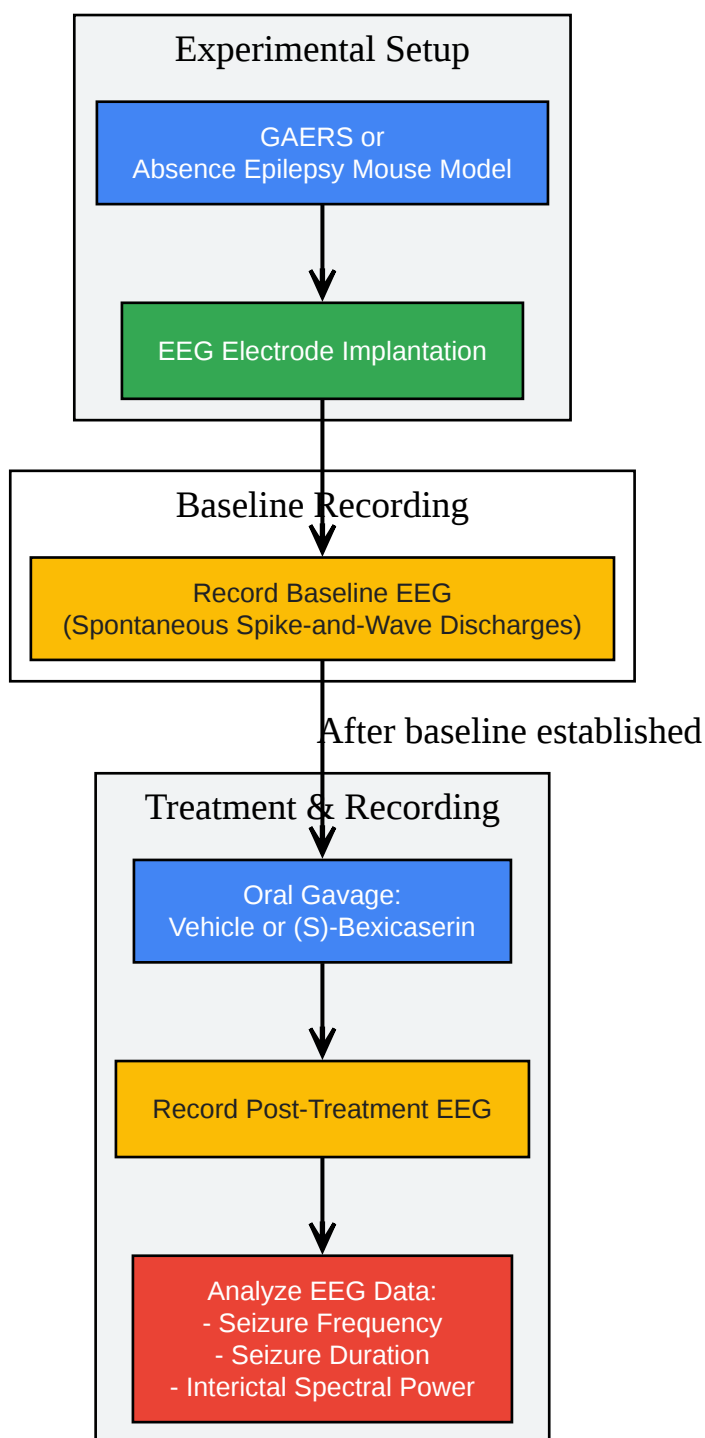 Experimental Setup
GAERS or
Absence Epilepsy Mouse Model
EEG Electrode Implantation
Baseline Recording
Record Baseline EEG
(Spontaneous Spike-and-Wave Discharges)
After baseline established
Treatment & Recording
Oral Gavage:
Vehicle or (S)-Bexicaserin
Record Post-Treatment EEG
Analyze EEG Data:
- Seizure Frequency
- Seizure Duration
- Interictal Spectral Power